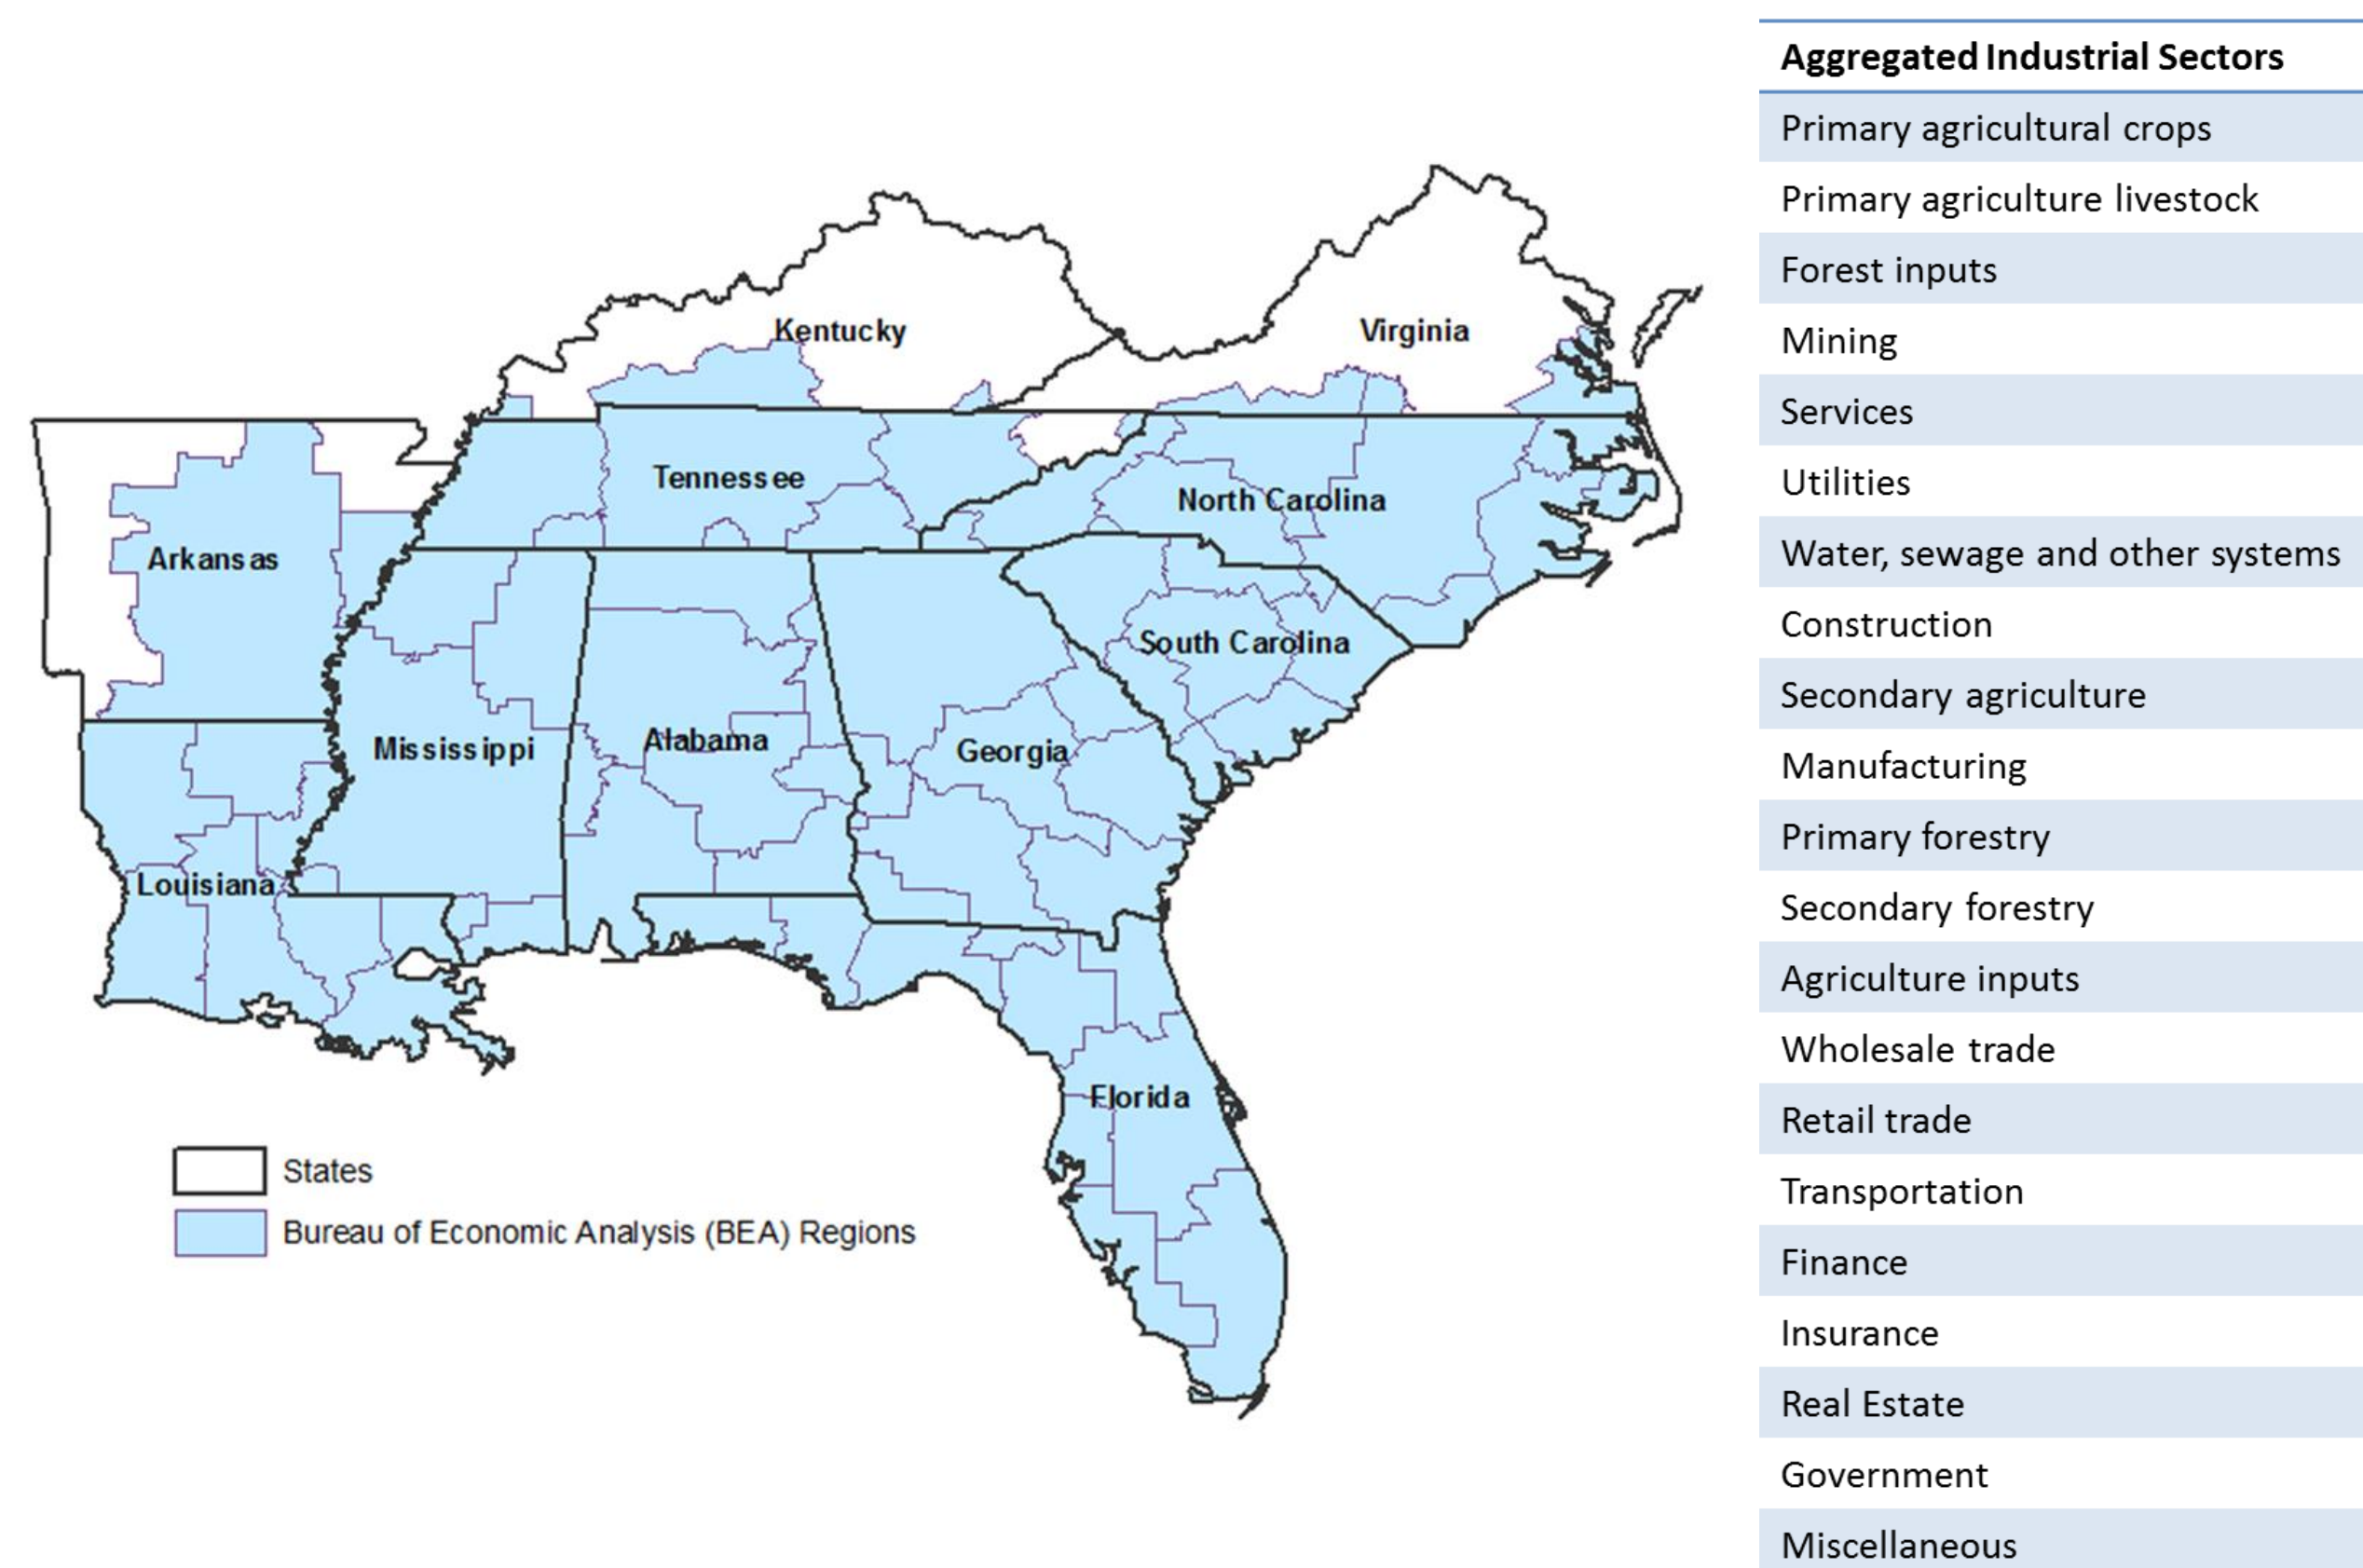 Kentucky
Virginia
Tennessee
North Carolina
Arkansas
South Carolina
Mississippi
Alabama
Georgia
Louisiana
Florida
States
Bureau of Economic Analysis (BEA) Regions
Aggregated Industrial Sectors
Primary agricultural crops
Primary agriculture livestock
Forest inputs
Mining
Services
Utilities
Water, sewage and other systems
Construction
Secondary agriculture
Manufacturing
Primary forestry
Secondary forestry
Agriculture inputs
Wholesale trade
Retail trade
Transportation
Finance
Insurance
Real Estate
Government
Miscellaneous